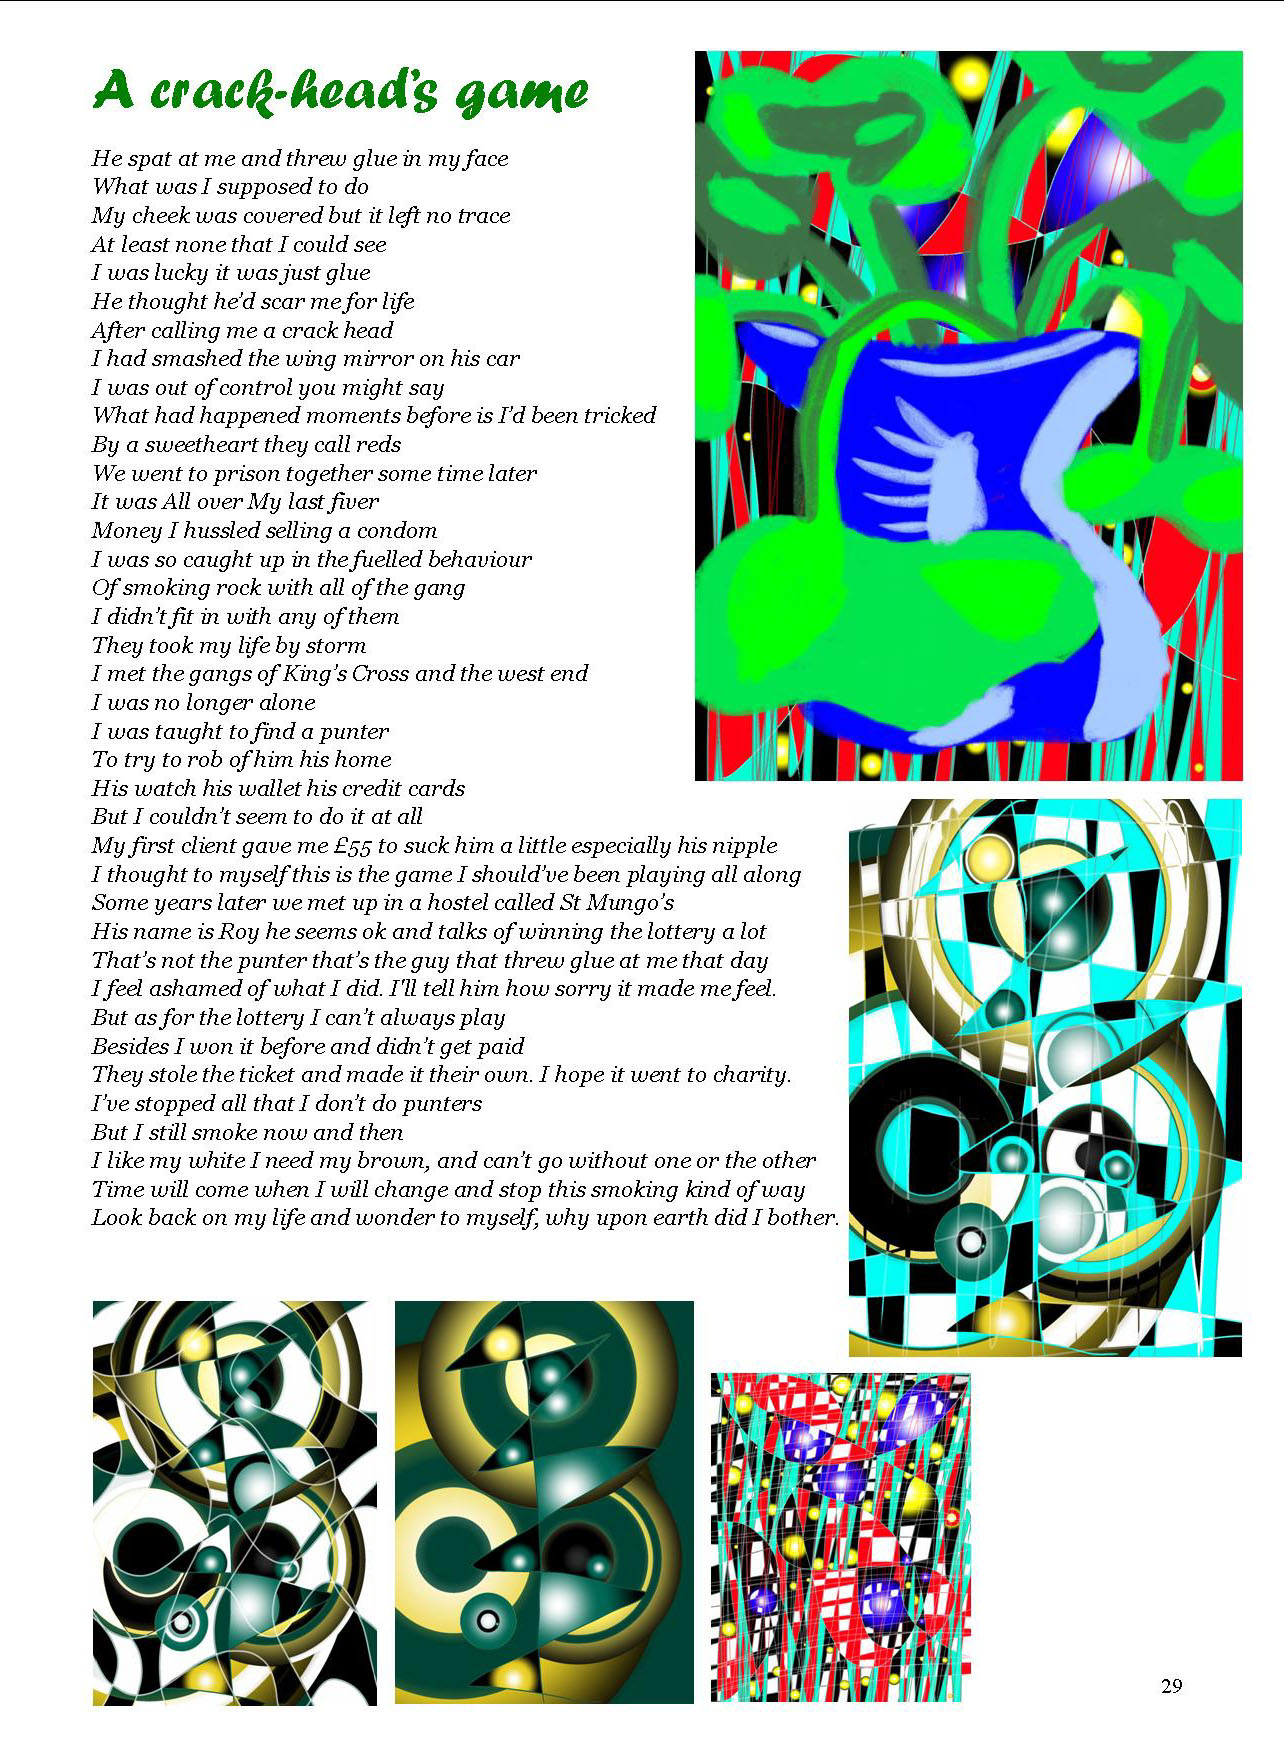 A crack-head's game
He spat at me and threw glue in my face
What was I supposed to do
My cheek was covered but it left no trace
At least none that I could see
I was lucky it was just glue
He thought he'd scar me for life
After calling me a crack head
I had smashed the wing mirror on his car
I was out of control you might say
What had happened moments before is I'd been tricked
By a sweetheart they call reds
We went to prison together some time later
It was All over My last fiver
Money I hussled selling a condom
I was so caught up in the fuelled behaviour
Of smoking rock with all of the gang
I didn't fit in with any of them
They took my life by storm
I met the gangs of King's Cross and the west end
I was no longer alone
I was taught to find a punter
To try to rob of him his home
His watch his wallet his credit cards
But I couldn't seem to do it at all
My first client gave me £55 to suck him a little especially his nipple
I thought to myself this is the game I should've been playing all along
Some years later we met up in a hostel called St Mungo's
His name is Roy he seems ok and talks of winning the lottery a lot
That's not the punter that's the guy that threw glue at me that day
I feel ashamed of what I did. I'll tell him how sorry it made me feel.
But as for the lottery I can't always play
Besides I won it before and didn't get paid
They stole the ticket and made it their own. I hope it went to charity.
I've stopped all that I don't do punters
But I still smoke now and then
I like my white I need my brown, and can't go without one or the other
Time will come when I will change and stop this smoking kind of way
Look back on my life and wonder to myself, why upon earth did I bother.
29